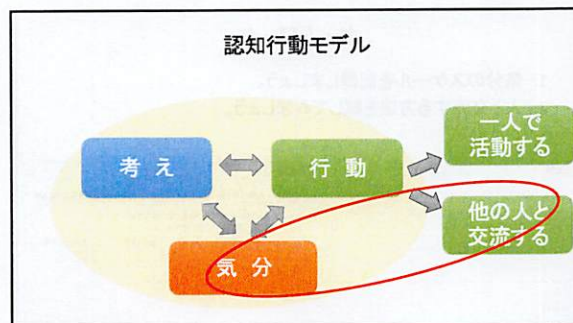 認知行動モデル
考え
行動
一人で
活動する
他の人と
交流する
気分